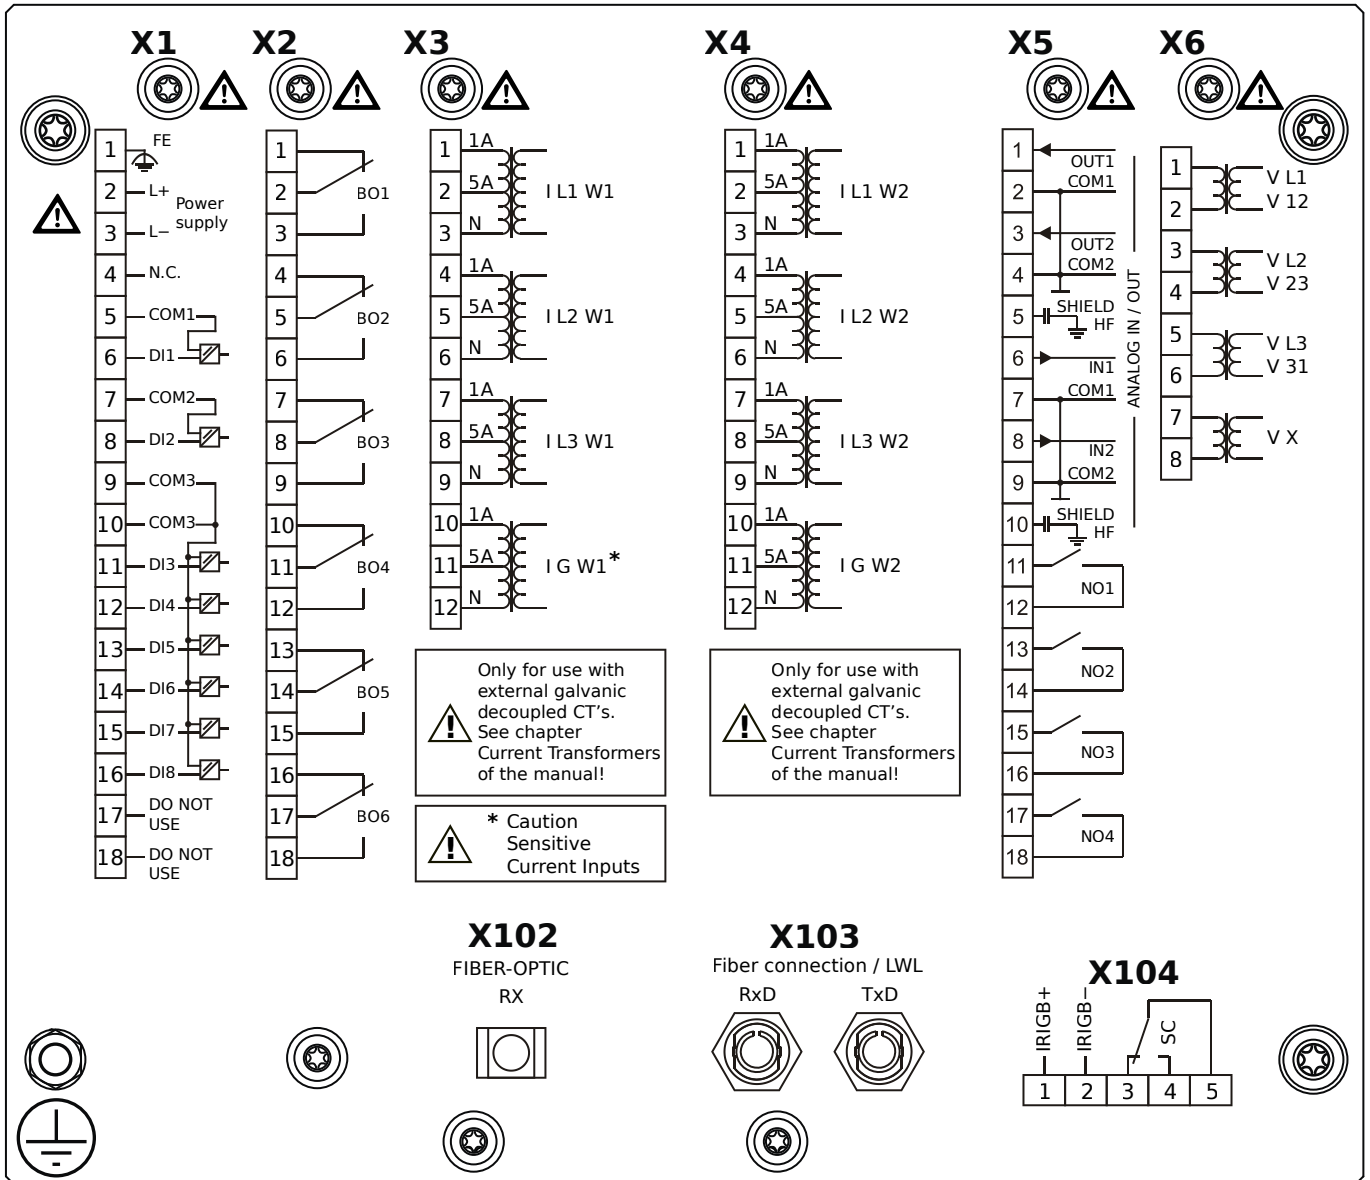 X1
X2
X3
X4
X5
X6
1 FE
2 L+
Power
supply
3 L−
4 N.C.
5 COM1
6 DI1
7 COM2
8 DI2
9 COM3
10 COM3
11 DI3
12 DI4
13 DI5
14 DI6
15 DI7
16 DI8
17 DO NOT
USE
18 DO NOT
USE
1
2 BO1
3
4
5 BO2
6
7
8 BO3
9
10
11 BO4
12
13
14 BO5
15
16
17 BO6
18
1 1A
2 5A I L1 W1
3 N
4 1A
5 5A I L2 W1
6 N
7 1A
8 5A I L3 W1
9 N
10 1A
11 5A I G W1*
12 N
Only for use with
external galvanic
decoupled CT's.
See chapter
Current Transformers
of the manual!
* Caution
Sensitive
Current Inputs
1 1A
2 5A I L1 W2
3 N
4 1A
5 5A I L2 W2
6 N
7 1A
8 5A I L3 W2
9 N
10 1A
11 5A I G W2
12 N
Only for use with
external galvanic
decoupled CT's.
See chapter
Current Transformers
of the manual!
1 OUT1
2 COM1
3 OUT2
4 COM2
5 SHIELD
HF
6 IN1
7 COM1
8 IN2
9 COM2
10 SHIELD
HF
ANALOG IN / OUT
11
NO1
12
13
NO2
14
15
NO3
16
17
NO4
18
1 V L1
2 V 12
3 V L2
4 V 23
5 V L3
6 V 31
7
V X
8
X102
FIBER-OPTIC
RX
X103
Fiber connection / LWL
RxD TxD
X104
IRIGB+
IRIGB−
SC
1 2 3 4 5